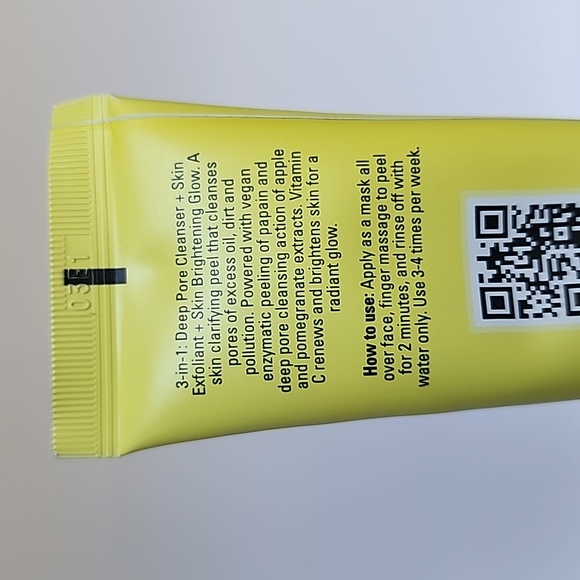 3-in-1: Deep Pore Cleanser + Skin
Exfoliant + Skin Brightening Glow. A
skin clarifying peel that cleanses
pores of excess oil, dirt and
pollution. Powered with vegan
enzymatic peeling of papain and
deep pore cleansing action of apple
and pomegranate extracts. Vitamin
C renews and brightens skin for a
radiant glow.
How to use: Apply as a mask all
over face, finger massage to peel
for 2 minutes, and rinse off with
water only. Use 3-4 times per week.